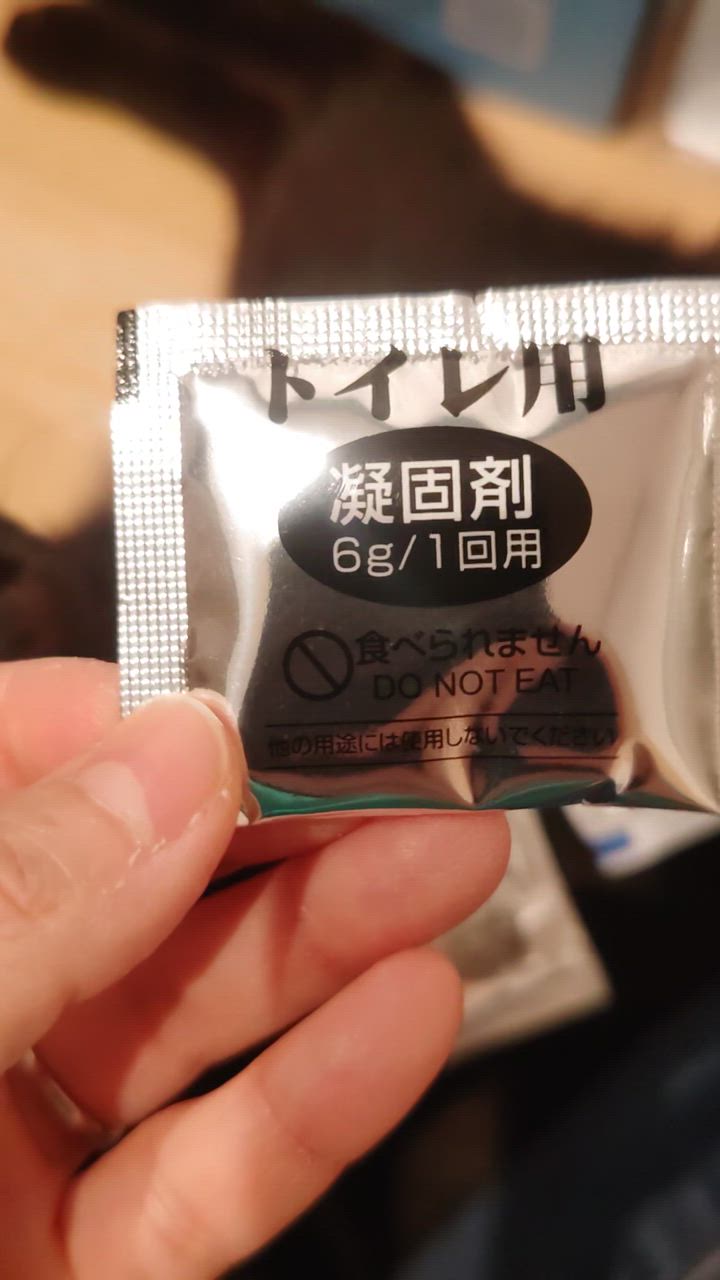 トイレ用
凝固剤
6g/1回用
食べられません
DO NOT EAT
他の用途には使用しないでください